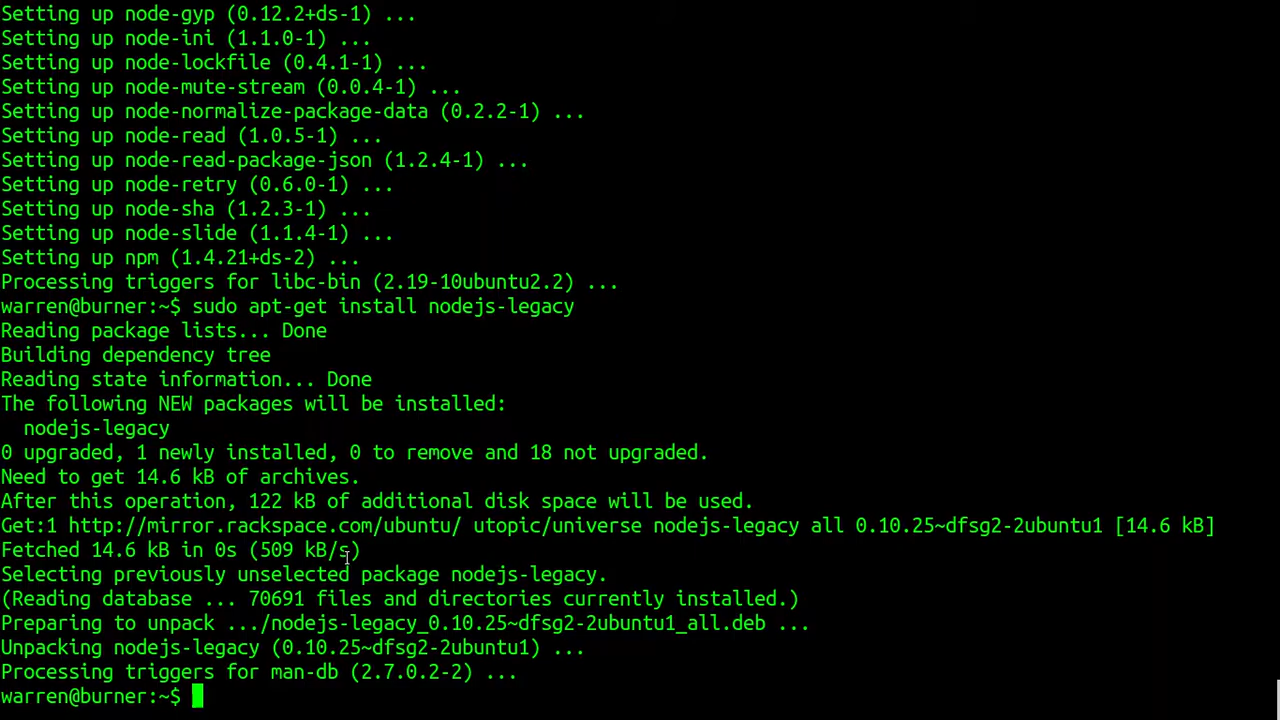 Setting up node-gyp (0.12.2+ds-1) ...
Setting up node-ini (1.1.0-1) ...
Setting up node-lockfile (0.4.1-1) ...
Setting up node-mute-stream (0.0.4-1) ...
Setting up node-normalize-package-data (0.2.2-1) ...
Setting up node-read (1.0.5-1) ...
Setting up node-read-package-json (1.2.4-1) ...
Setting up node-retry (0.6.0-1) ...
Setting up node-sha (1.2.3-1) ...
Setting up node-slide (1.1.4-1) ...
Setting up npm (1.4.21+ds-2) ...
Processing triggers for libc-bin (2.19-10ubuntu2.2) ...
warren@burner:~$ sudo apt-get install nodejs-legacy
Reading package lists... Done
Building dependency tree
Reading state information... Done
The following NEW packages will be installed:
  nodejs-legacy
0 upgraded, 1 newly installed, 0 to remove and 18 not upgraded.
Need to get 14.6 kB of archives.
After this operation, 122 kB of additional disk space will be used.
Get:1 http://mirror.rackspace.com/ubuntu/ utopic/universe nodejs-legacy all 0.10.25~dfsg2-2ubuntu1 [14.6 kB]
Fetched 14.6 kB in 0s (509 kB/s)
Selecting previously unselected package nodejs-legacy.
(Reading database ... 70691 files and directories currently installed.)
Preparing to unpack .../nodejs-legacy_0.10.25~dfsg2-2ubuntu1_all.deb ...
Unpacking nodejs-legacy (0.10.25~dfsg2-2ubuntu1) ...
Processing triggers for man-db (2.7.0.2-2) ...
warren@burner:~$